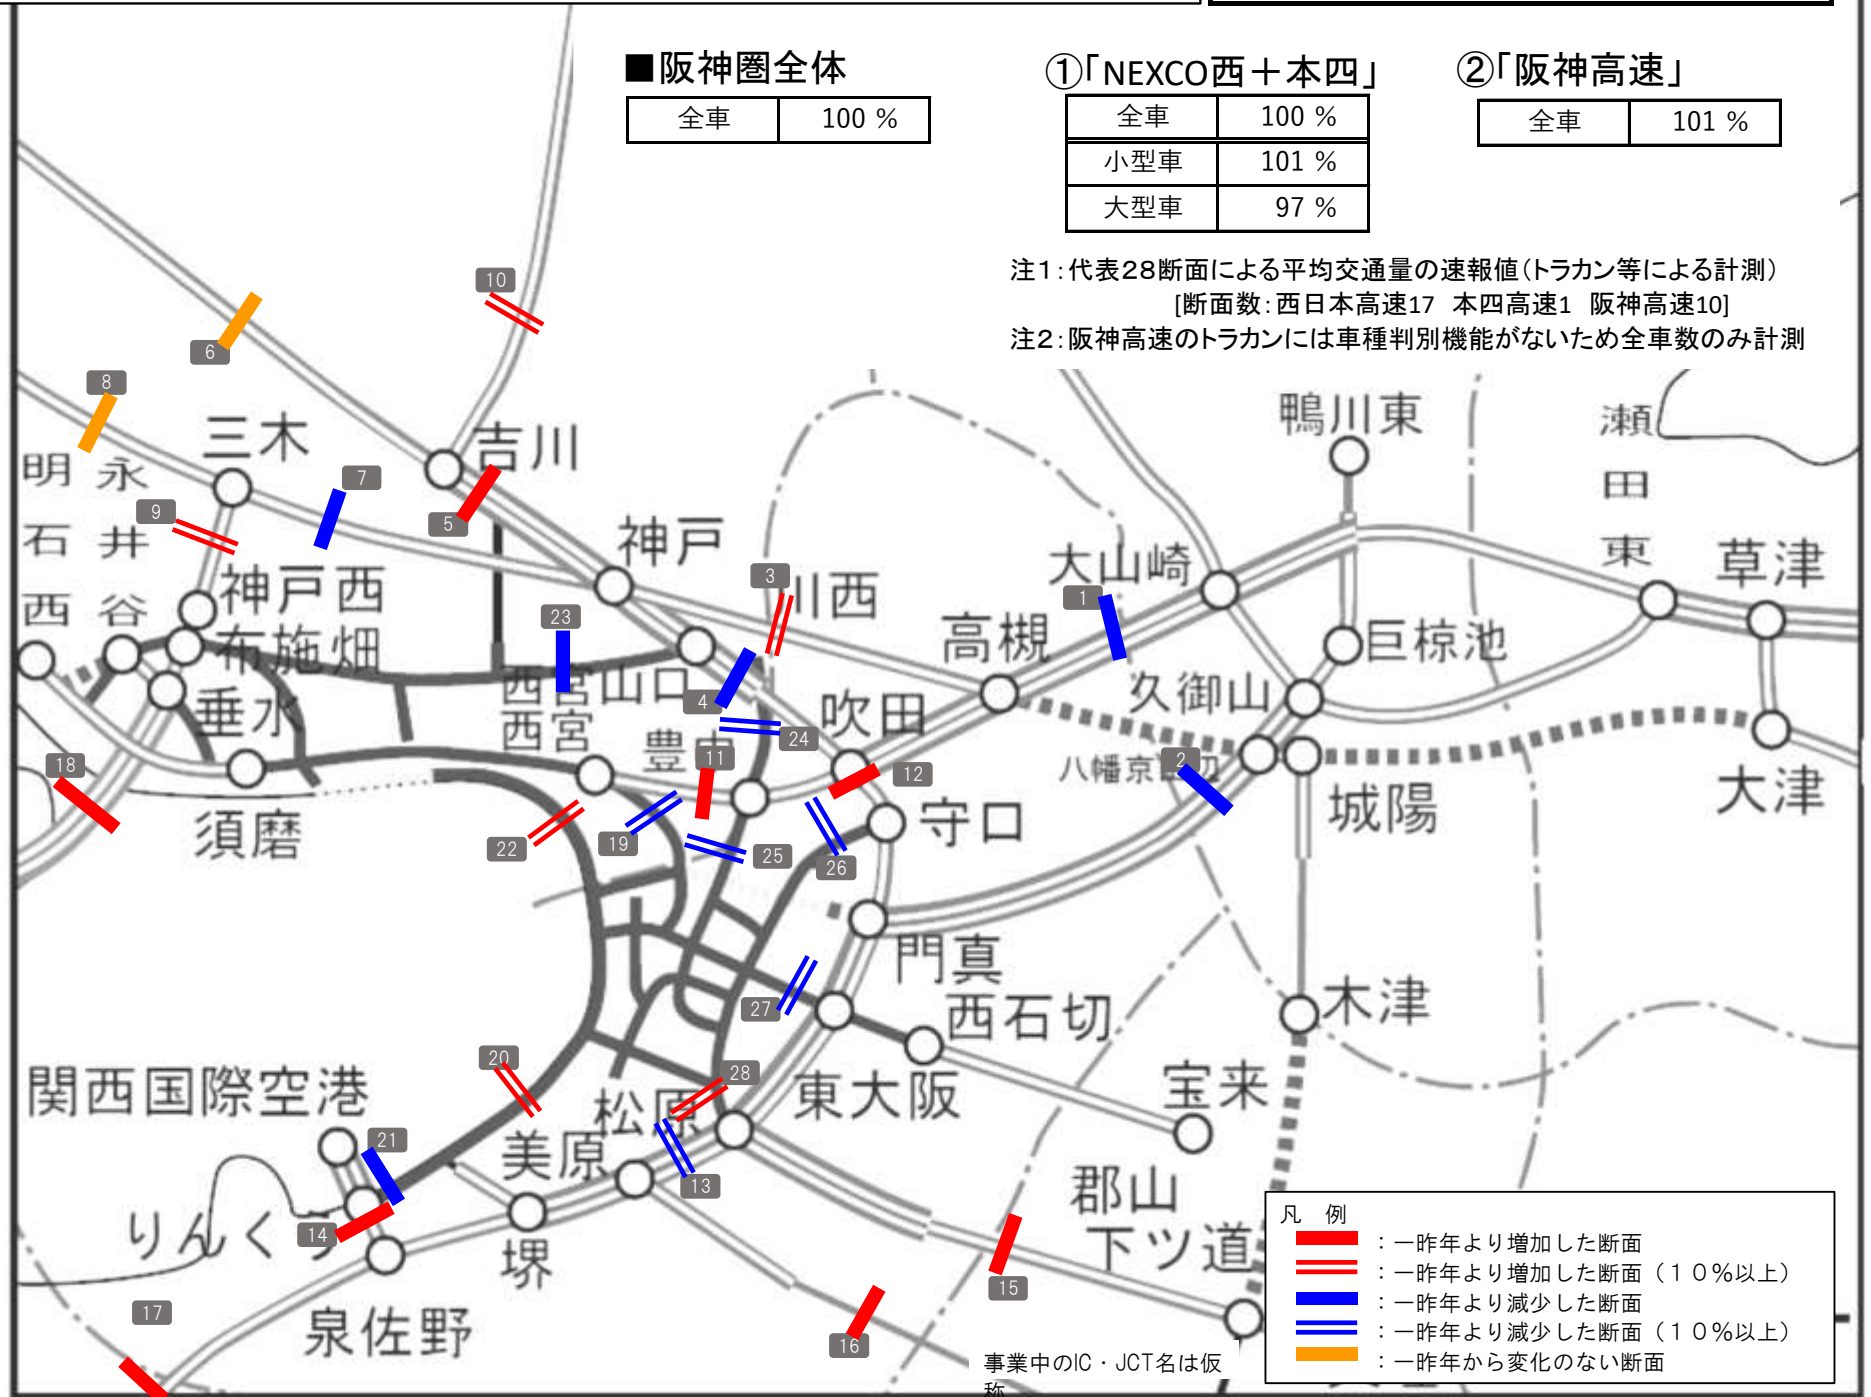 ■阪神圏全体
全車 100 %
①「NEXCO西＋本四」
全車 100 %
小型車 101 %
大型車 97 %
②「阪神高速」
全車 101 %
注1：代表28断面による平均交通量の速報値（トラカン等による計測）
[断面数：西日本高速17 本四高速1 阪神高速10]
注2：阪神高速のトラカンには車種判別機能がないため全車数のみ計測
10
6
8
三木
吉川
7
9
5
明石西
永井谷
神戸
神戸西
布施畑
垂水
23
西宮山口
西宮
3
川西
4
24
豊中
11
吹田
12
高槻
大山崎
1
鴨川東
瀬田東
草津
巨椋池
久御山
八幡京田辺
2
城陽
大津
18
須磨
22
19
25
26
守口
門真
27
西石切
木津
20
松原
28
東大阪
宝来
関西国際空港
21
美原
13
郡山
下ツ道
りんくう
14
堺
15
17
泉佐野
16
事業中のIC・JCT名は仮
称
凡 例
：一昨年より増加した断面
：一昨年より増加した断面（１０％以上）
：一昨年より減少した断面
：一昨年より減少した断面（１０％以上）
：一昨年から変化のない断面